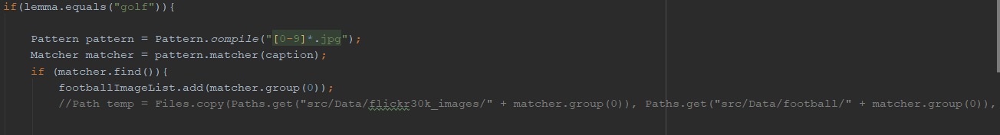 if(lemma.equals("golf")){
Pattern pattern = Pattern.compile("[0-9]*.jpg");
Matcher matcher = pattern.matcher(caption);
if (matcher.find()){
footballImageList.add(matcher.group(0));
//Path temp = Files.copy(Paths.get("src/Data/flickr30k_images/" + matcher.group(0)), Paths.get("src/Data/football/" + matcher.group(0)),